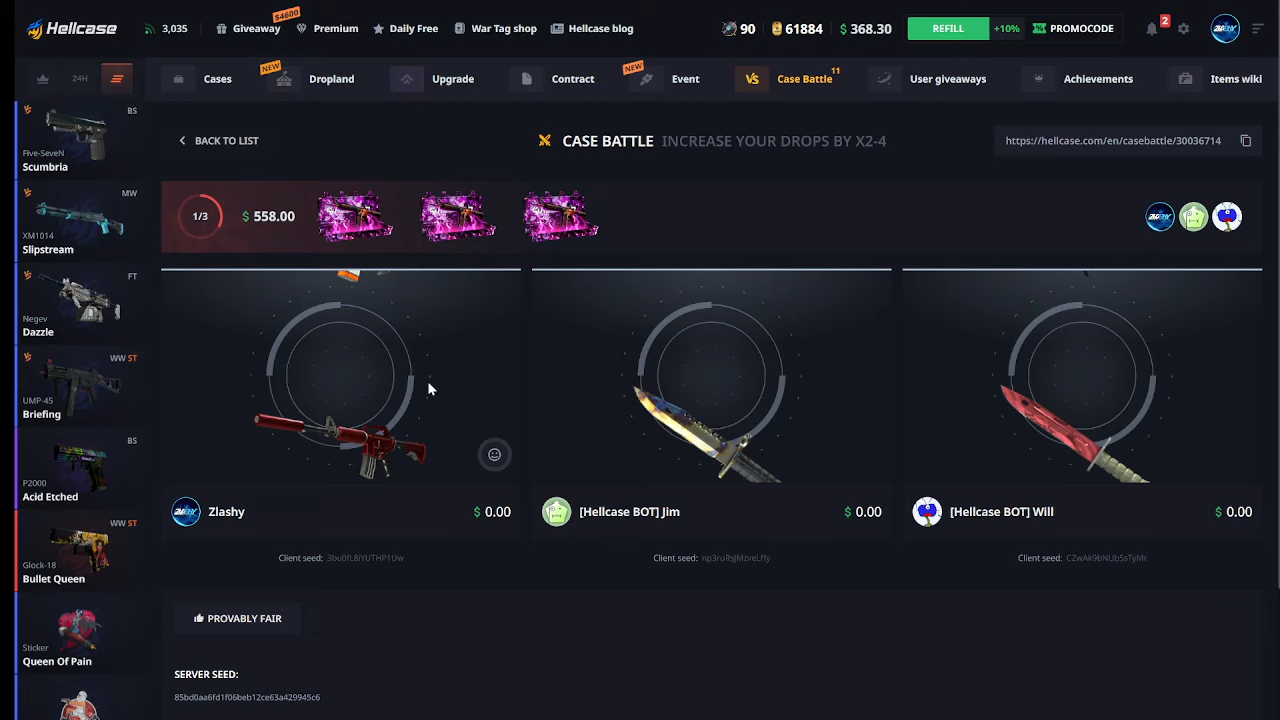 Hellcase
3,035
$4600
Giveaway
Premium
Daily Free
War Tag shop
Hellcase blog
90
61884
$ 368.30
REFILL
+10%
PROMOCODE
2
24H
Cases
NEW
Dropland
Upgrade
Contract
NEW
Event
VS
Case Battle
11
User giveaways
Achievements
Items wiki
BS
Five-SeveN
Scumbria
MW
XM1014
Slipstream
FT
Negev
Dazzle
WW ST
UMP-45
Briefing
BS
P2000
Acid Etched
WW ST
Glock-18
Bullet Queen
Sticker
Queen Of Pain
BACK TO LIST
CASE BATTLE INCREASE YOUR DROPS BY X2-4
https://hellcase.com/en/casebattle/30036714
1/3
$ 558.00
Zlashy
$ 0.00
[Hellcase BOT] Jim
$ 0.00
[Hellcase BOT] Will
$ 0.00
Client seed: 3bu0fL8iYUTHP1Uw
Client seed: np3ruRsJMzveLffy
Client seed: CZwAk9bNUb5sTyMr
PROVABLY FAIR
SERVER SEED:
85bd0aa6fd1f06beb12ce63a429945c6